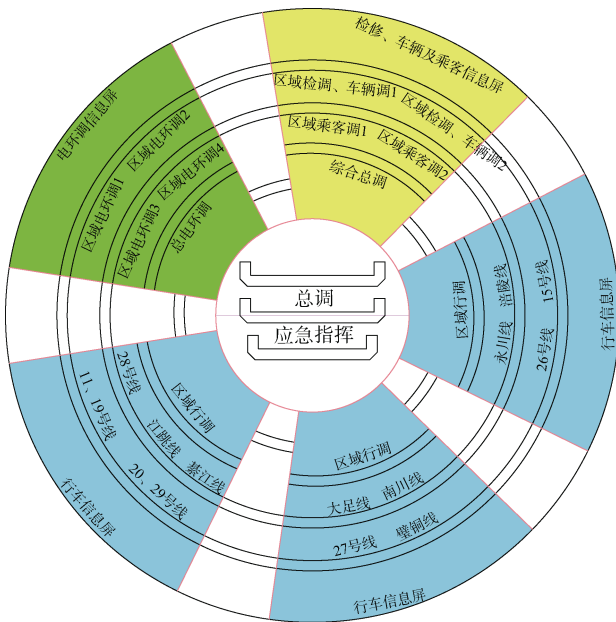 检修、车辆及乘客信息屏
区域检调、车辆调1 区域检调、车辆调2
区域乘客调1 区域乘客调2
综合总调
电环调信息屏
区域电环调1 区域电环调2
区域电环调3 区域电环调4
总电环调
总调
应急指挥
行车信息屏
15号线
26号线
涪陵线
永川线
区域行调
区域行调
大足线 南川线
27号线 璧铜线
行车信息屏
区域行调
28号线 江跳线 綦江线
11、19号线 20、29号线
行车信息屏